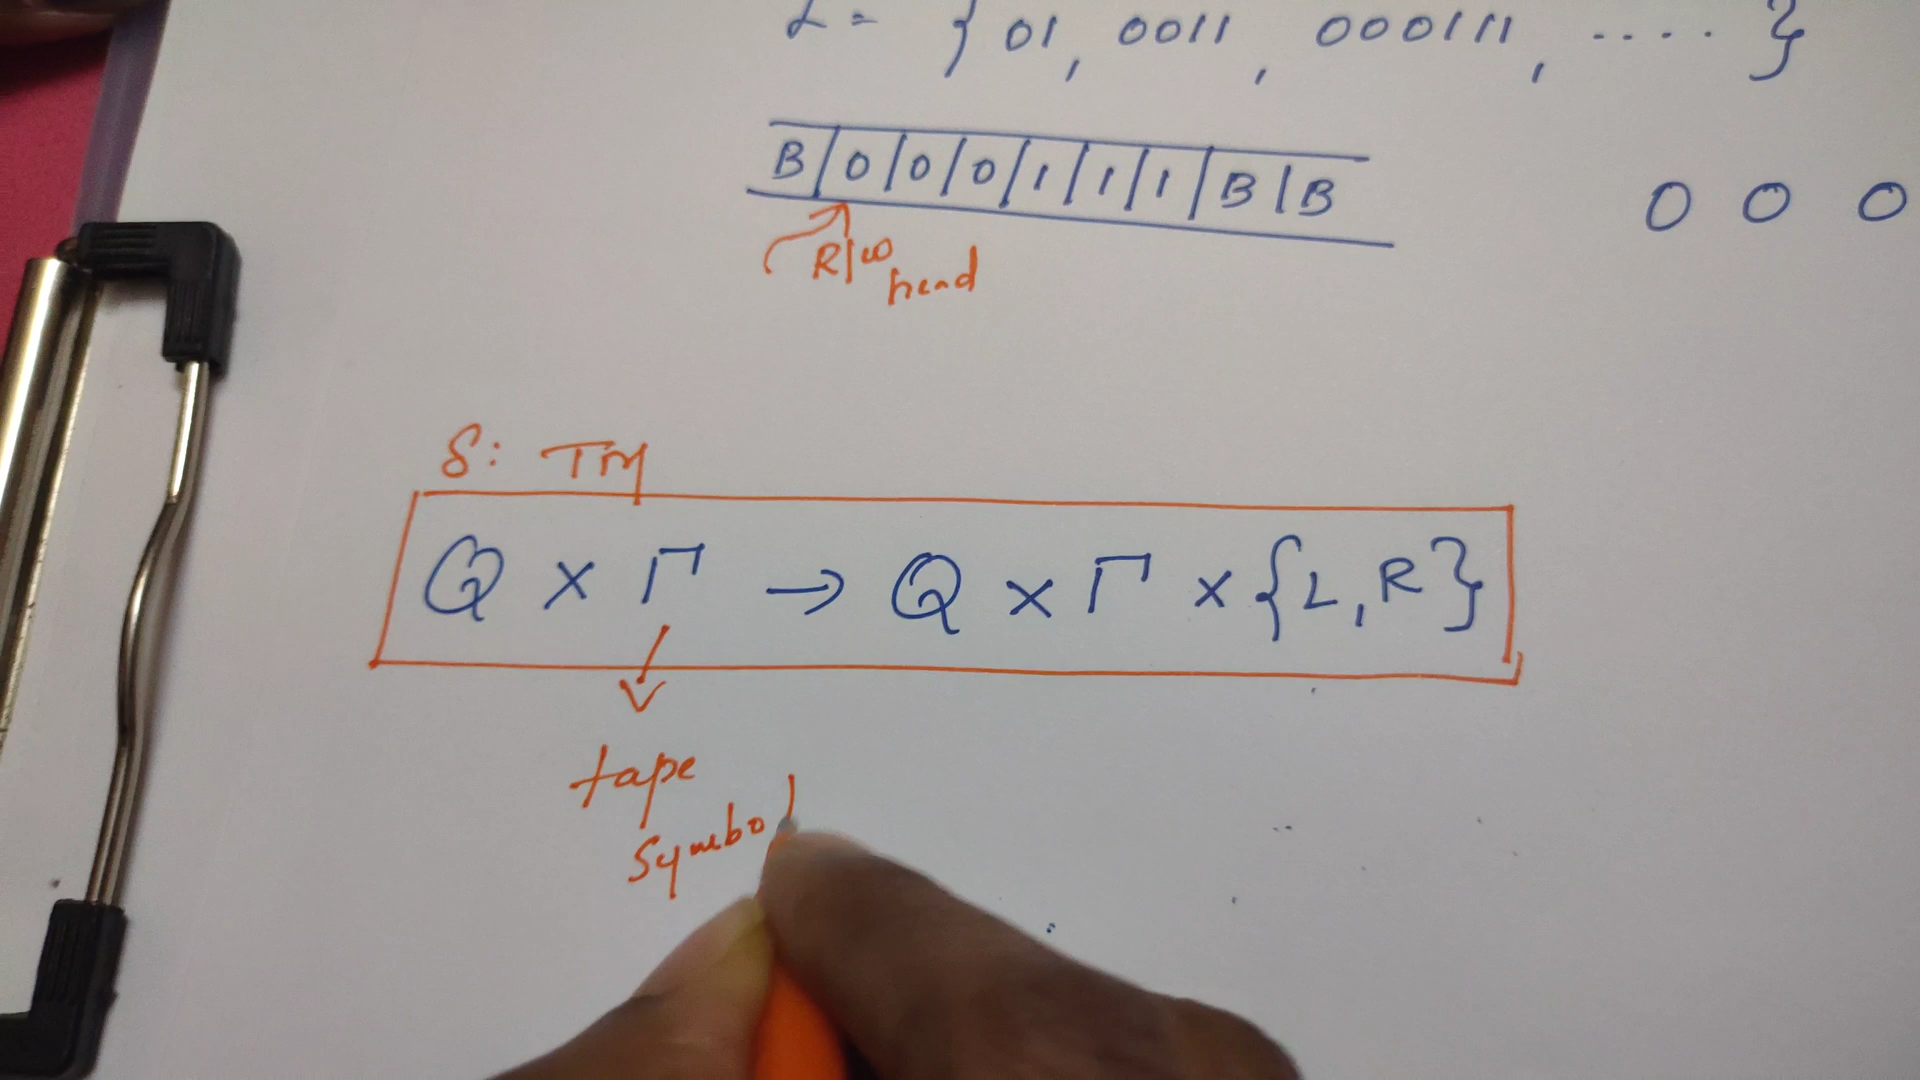 L = { 01, 0011, 000111, .... }
B | 0 | 0 | 0 | 1 | 1 | 1 | B | B
0 0 0
R/W head
δ: TM
Q × Γ → Q × Γ × {L, R}
tape
Symbol